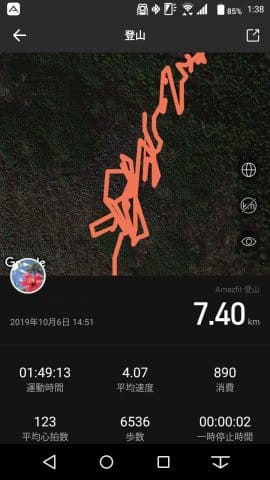 85% 1:38
登山
km
Google
Amazfit-登山
2019年10月6日 14:51
7.40 km
01:49:13 4.07 890
運動時間 平均速度 消費
123 6536 00:00:02
平均心拍数 歩数 一時停止時間